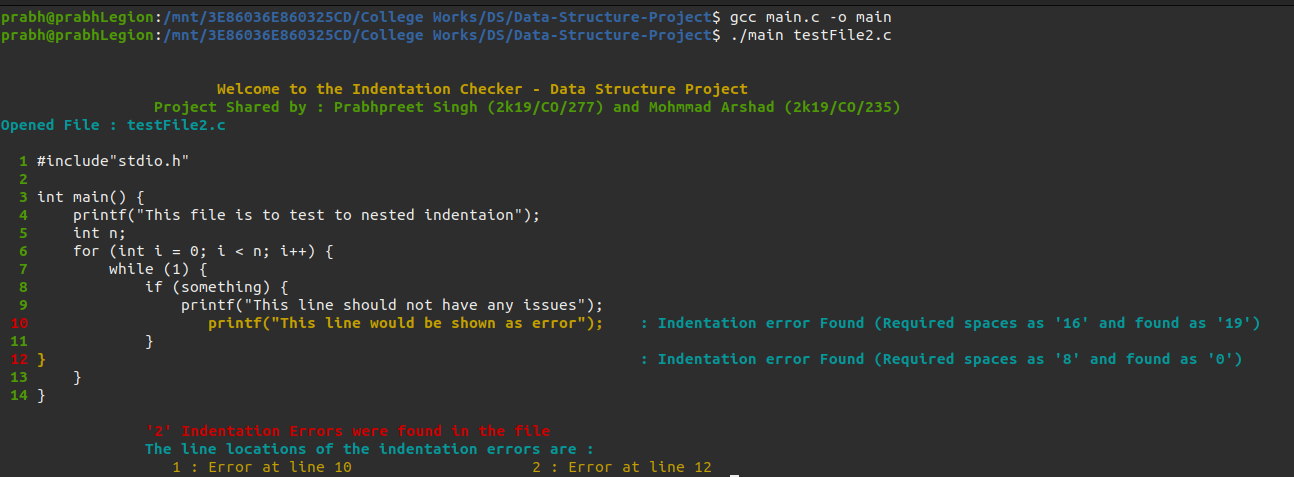 prabh@prabhLegion:/mnt/3E86036E860325CD/College Works/DS/Data-Structure-Project$ gcc main.c -o main
prabh@prabhLegion:/mnt/3E86036E860325CD/College Works/DS/Data-Structure-Project$ ./main testFile2.c
Welcome to the Indentation Checker - Data Structure Project
Project Shared by : Prabhpreet Singh (2k19/CO/277) and Mohmmad Arshad (2k19/CO/235)
Opened File : testFile2.c
1 #include"stdio.h"
2
3 int main() {
4     printf("This file is to test to nested indentaion");
5     int n;
6     for (int i = 0; i < n; i++) {
7         while (1) {
8             if (something) {
9                 printf("This line should not have any issues");
10                    printf("This line would be shown as error");    : Indentation error Found (Required spaces as '16' and found as '19')
11             }
12 }    : Indentation error Found (Required spaces as '8' and found as '0')
13     }
14 }
'2' Indentation Errors were found in the file
The line locations of the indentation errors are :
1 : Error at line 10    2 : Error at line 12